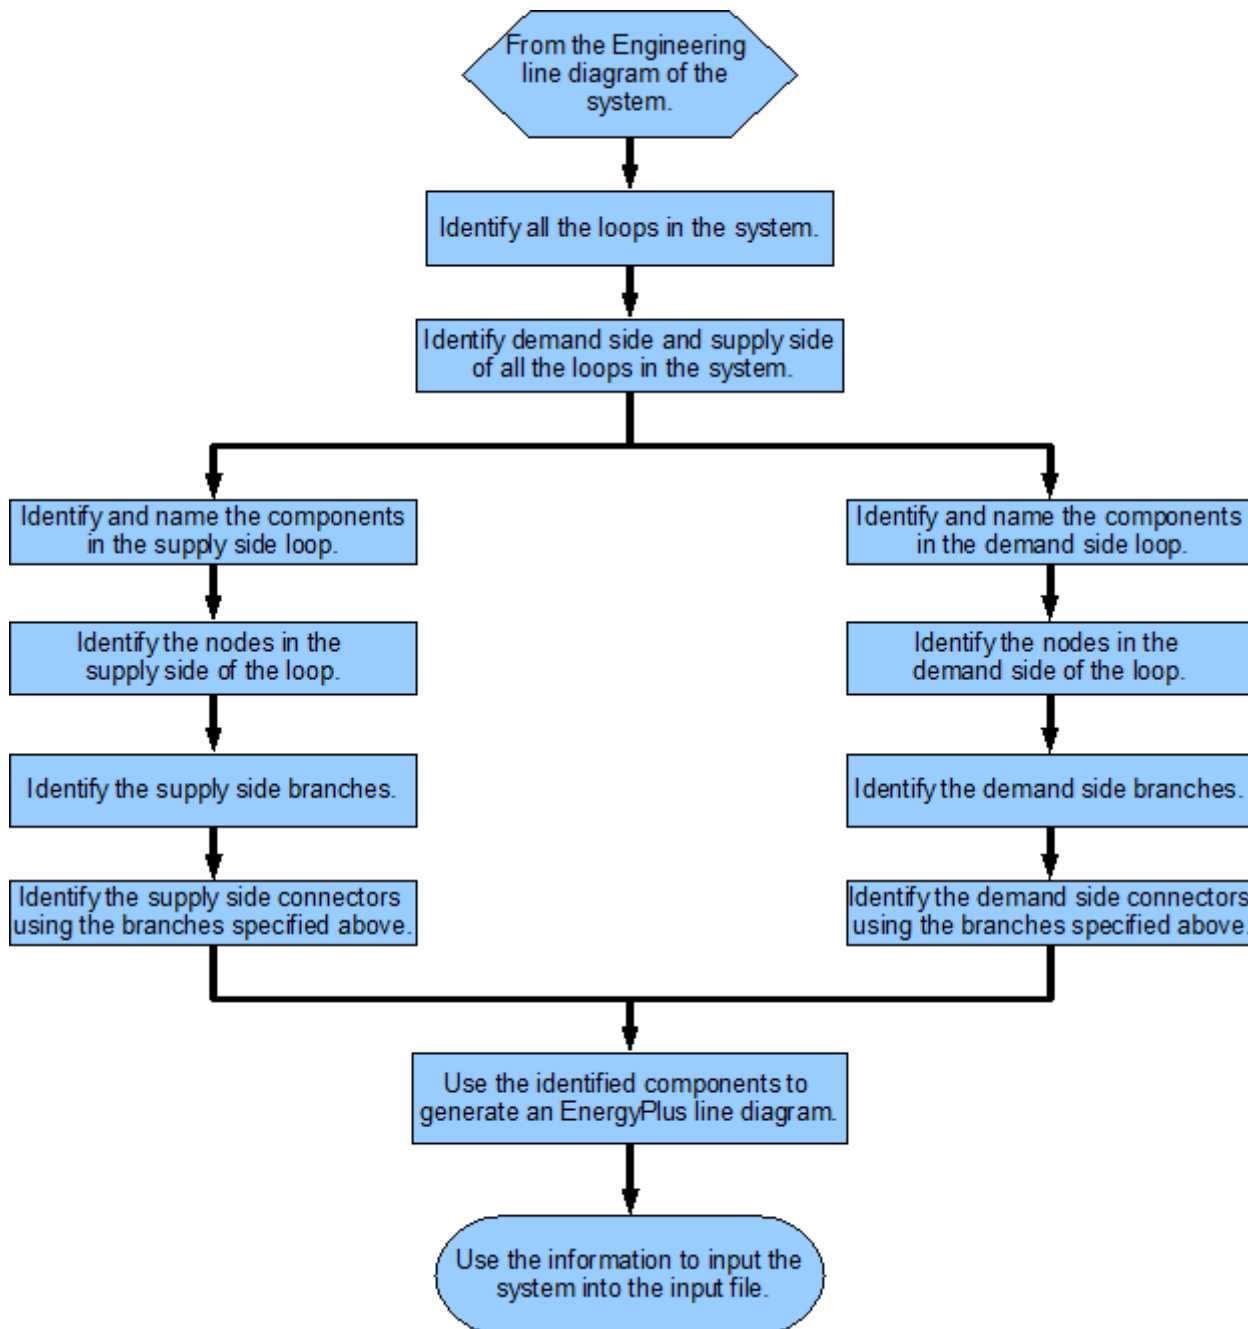 From the Engineering
line diagram of the
system.
Identify all the loops in the system.
Identify demand side and supply side
of all the loops in the system.
Identify and name the components
in the supply side loop.
Identify the nodes in the
supply side of the loop.
Identify the supply side branches.
Identify the supply side connectors
using the branches specified above.
Identify and name the components
in the demand side loop.
Identify the nodes in the
demand side of the loop.
Identify the demand side branches.
Identify the demand side connectors
using the branches specified above.
Use the identified components to
generate an EnergyPlus line diagram.
Use the information to input the
system into the input file.